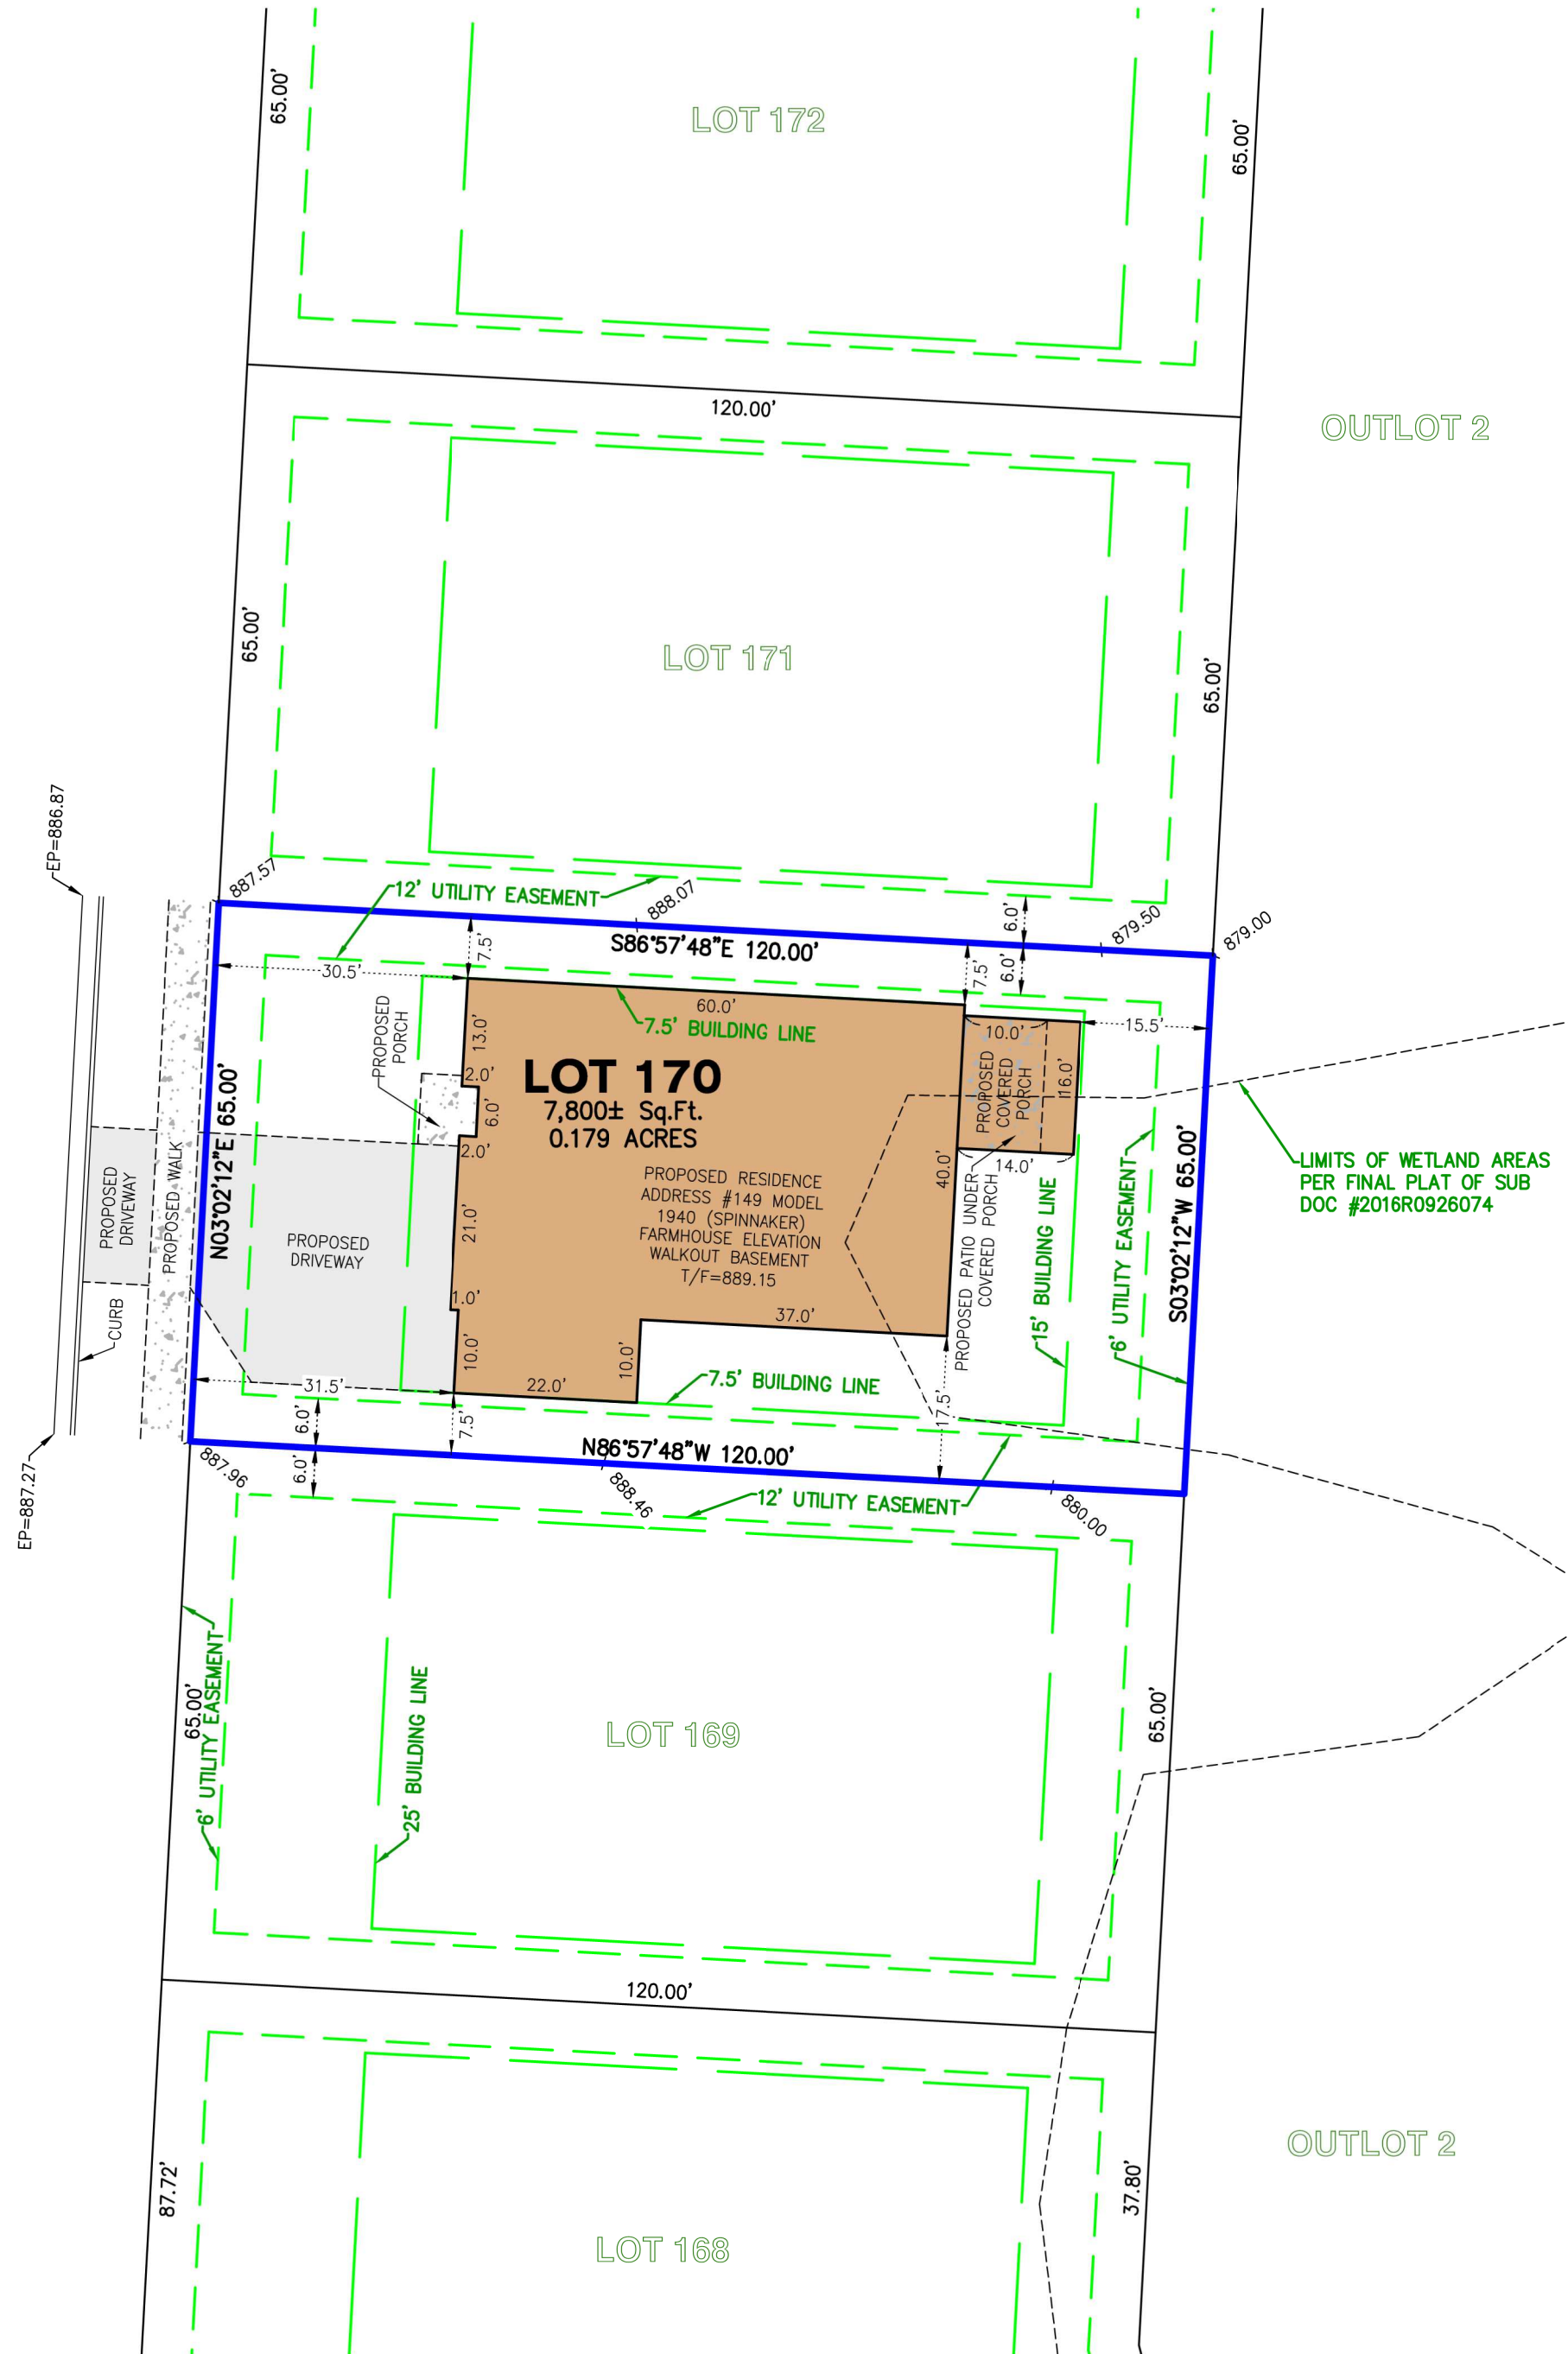 65.00'
LOT 172
65.00'
120.00'
OUTLOT 2
65.00'
LOT 171
65.00'
EP=886.87
887.57
12' UTILITY EASEMENT
888.07
6.0'
879.50
879.00
7.5'
S86°57'48"E 120.00'
7.5'
6.0'
30.5'
60.0'
7.5' BUILDING LINE
10.0'
15.5'
PROPOSED
PORCH
13.0'
2.0'
LOT 170
7,800± Sq.Ft.
0.179 ACRES
6.0'
2.0'
PROPOSED
COVERED
PORCH
16.0'
14.0'
N03°02'12"E 65.00'
PROPOSED WALK
PROPOSED
DRIVEWAY
PROPOSED
DRIVEWAY
21.0'
PROPOSED RESIDENCE
ADDRESS #149 MODEL
1940 (SPINNAKER)
FARMHOUSE ELEVATION
WALKOUT BASEMENT
T/F=889.15
40.0'
PROPOSED PATIO UNDER
COVERED PORCH
15' BUILDING LINE
6' UTILITY EASEMENT
S03°02'12"W 65.00'
LIMITS OF WETLAND AREAS
PER FINAL PLAT OF SUB
DOC #2016R0926074
CURB
1.0'
37.0'
10.0'
10.0'
31.5'
22.0'
7.5' BUILDING LINE
6.0'
7.5'
17.5'
N86°57'48"W 120.00'
EP=887.27
887.96
6.0'
888.46
12' UTILITY EASEMENT
880.00
6' UTILITY EASEMENT
65.00'
25' BUILDING LINE
LOT 169
65.00'
120.00'
87.72'
LOT 168
37.80'
OUTLOT 2